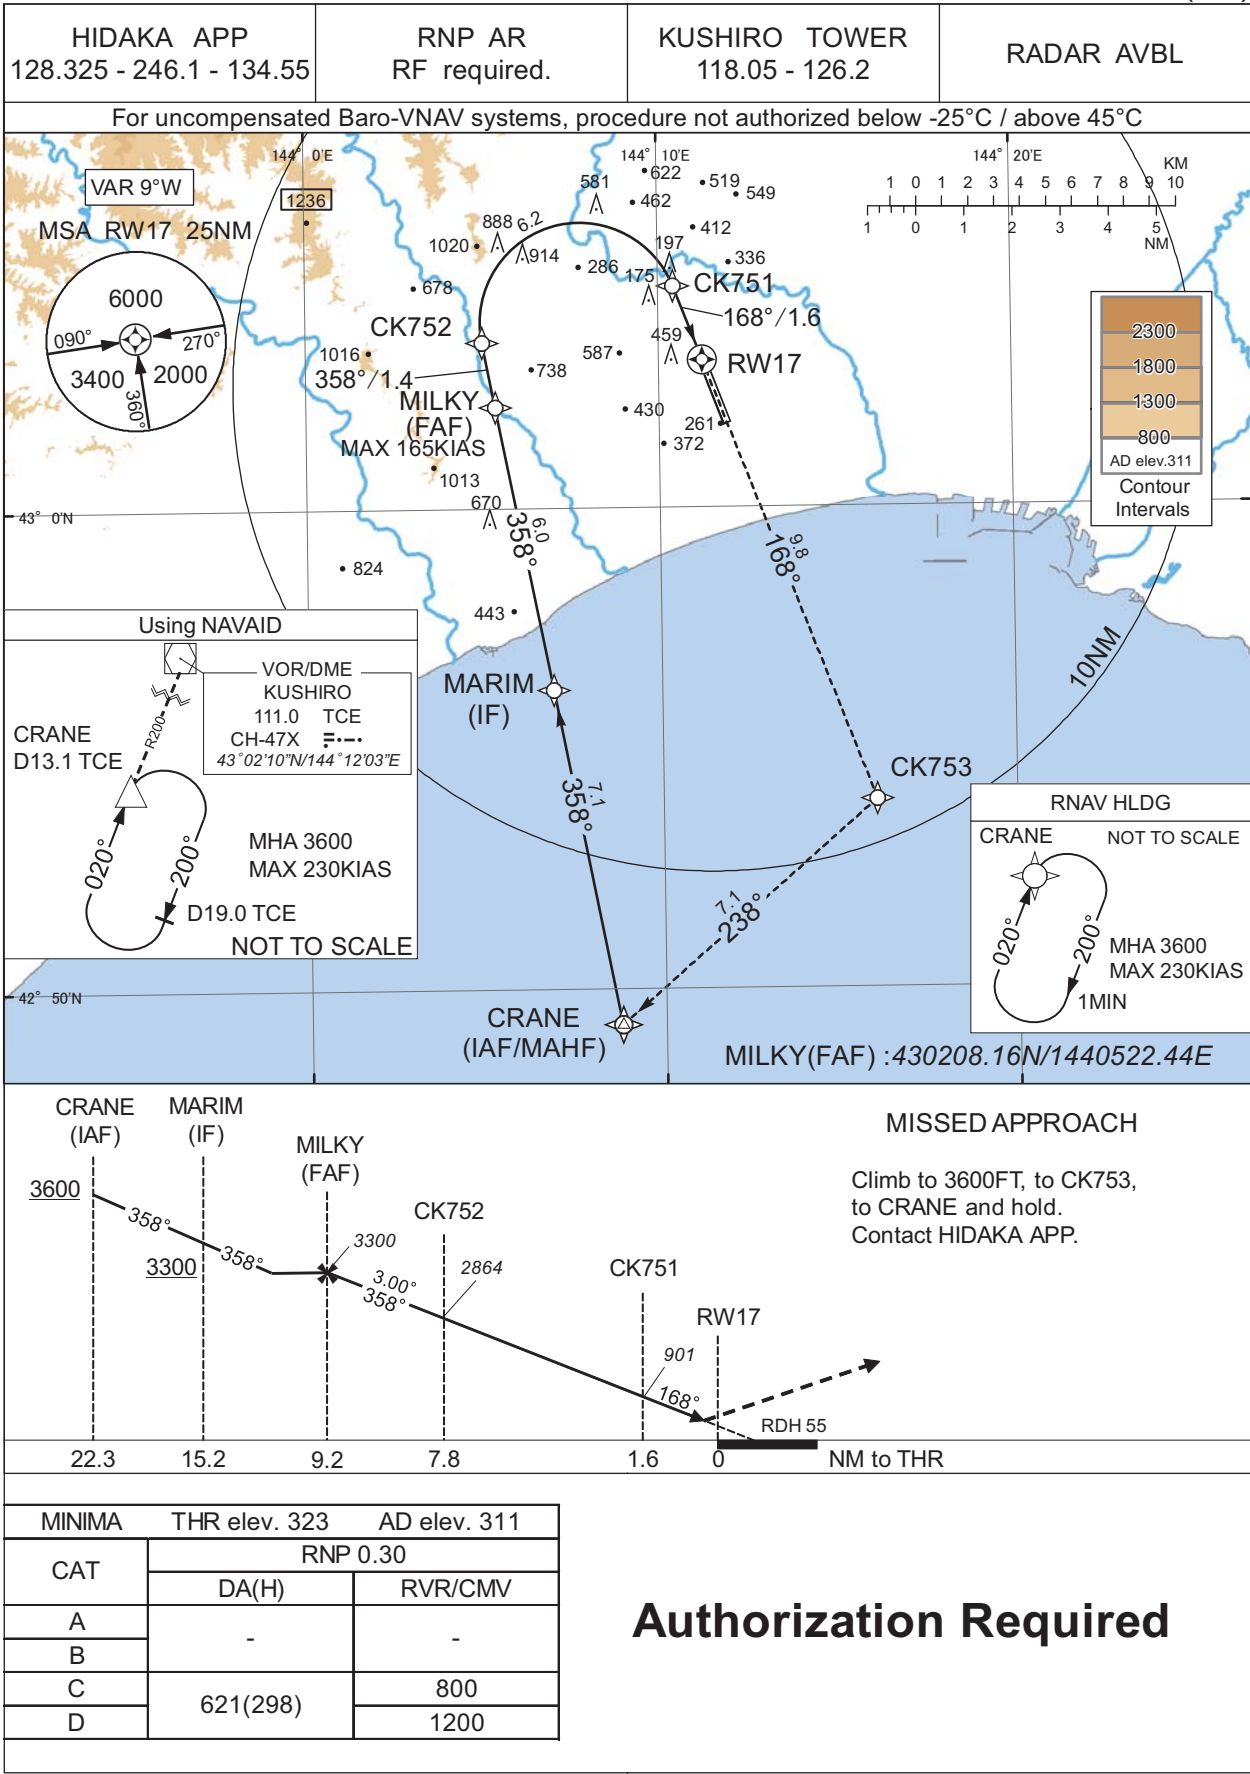 HIDAKA APP
128.325 - 246.1 - 134.55
RNP AR
RF required.
KUSHIRO TOWER
118.05 - 126.2
RADAR AVBL
For uncompensated Baro-VNAV systems, procedure not authorized below -25°C / above 45°C
144° 0'E
144° 10'E
144° 20'E
VAR 9°W
1236
MSA RW17 25NM
6000
090°
270°
3400
2000
360°
622
581
519
549
462
888
6.2
412
1020
914
197
336
286
175
678
CK751
168°/1.6
CK752
459
1016
587
RW17
358°/1.4
738
MILKY
(FAF)
430
261
MAX 165KIAS
372
1013
670
KM
1 0 1 2 3 4 5 6 7 8 9 10
1 0 1 2 3 4 5
NM
2300
1800
1300
800
AD elev.311
Contour
Intervals
43° 0'N
6.0
358°
9.8
168°
824
443
10NM
Using NAVAID
VOR/DME
KUSHIRO
111.0 TCE
CH-47X
43°02'10"N/144°12'03"E
R200
CRANE
D13.1 TCE
020°
200°
MHA 3600
MAX 230KIAS
D19.0 TCE
NOT TO SCALE
MARIM
(IF)
7.1
358°
CK753
7.1
238°
RNAV HLDG
CRANE
NOT TO SCALE
020°
200°
MHA 3600
MAX 230KIAS
1MIN
42° 50'N
CRANE
(IAF/MAHF)
MILKY(FAF) :430208.16N/1440522.44E
CRANE
(IAF)
MARIM
(IF)
MILKY
(FAF)
CK752
CK751
RW17
3600
358°
3300
358°
3300
3.00°
358°
2864
901
168°
RDH 55
22.3
15.2
9.2
7.8
1.6
0
NM to THR
MISSED APPROACH
Climb to 3600FT, to CK753,
to CRANE and hold.
Contact HIDAKA APP.
MINIMA THR elev. 323 AD elev. 311
CAT
RNP 0.30
DA(H)
RVR/CMV
A
B
-
-
C
D
621(298)
800
1200
Authorization Required